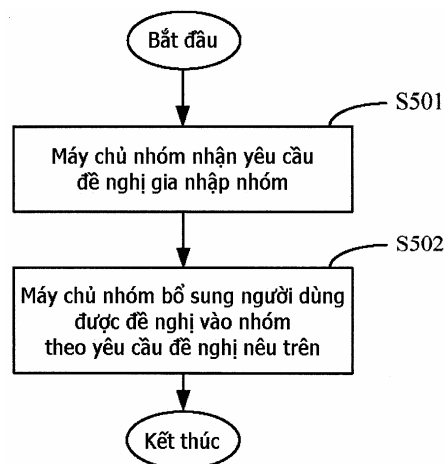 Bắt đầu
S501
Máy chủ nhóm nhận yêu cầu
đề nghị gia nhập nhóm
S502
Máy chủ nhóm bổ sung người dùng
được đề nghị vào nhóm
theo yêu cầu đề nghị nêu trên
Kết thúc